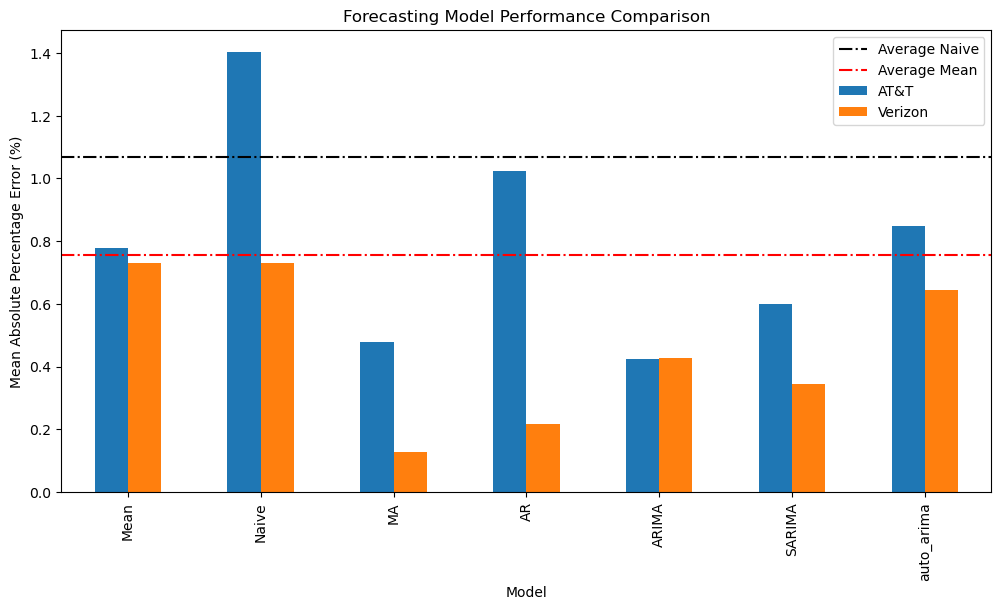 Forecasting Model Performance Comparison
Average Naive
Average Mean
AT&T
Verizon
Mean Absolute Percentage Error (%)
1.4
1.2
1.0
0.8
0.6
0.4
0.2
0.0
Mean
Naive
MA
AR
ARIMA
SARIMA
auto_arima
Model